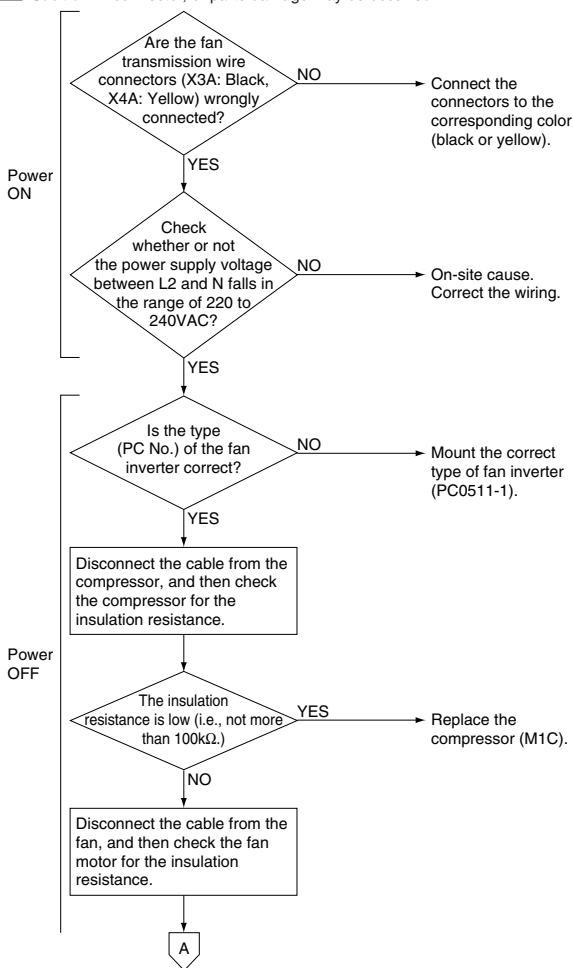 Are the fan
transmission wire
connectors (X3A: Black,
X4A: Yellow) wrongly
connected?
NO
Connect the
connectors to the
corresponding color
(black or yellow).
YES
Power
ON
Check
whether or not
the power supply voltage
between L2 and N falls in
the range of 220 to
240VAC?
NO
On-site cause.
Correct the wiring.
YES
Is the type
(PC No.) of the fan
inverter correct?
NO
Mount the correct
type of fan inverter
(PC0511-1).
YES
Disconnect the cable from the
compressor, and then check
the compressor for the
insulation resistance.
Power
OFF
The insulation
resistance is low (i.e., not more
than 100kΩ.)
YES
Replace the
compressor (M1C).
NO
Disconnect the cable from the
fan, and then check the fan
motor for the insulation
resistance.
A